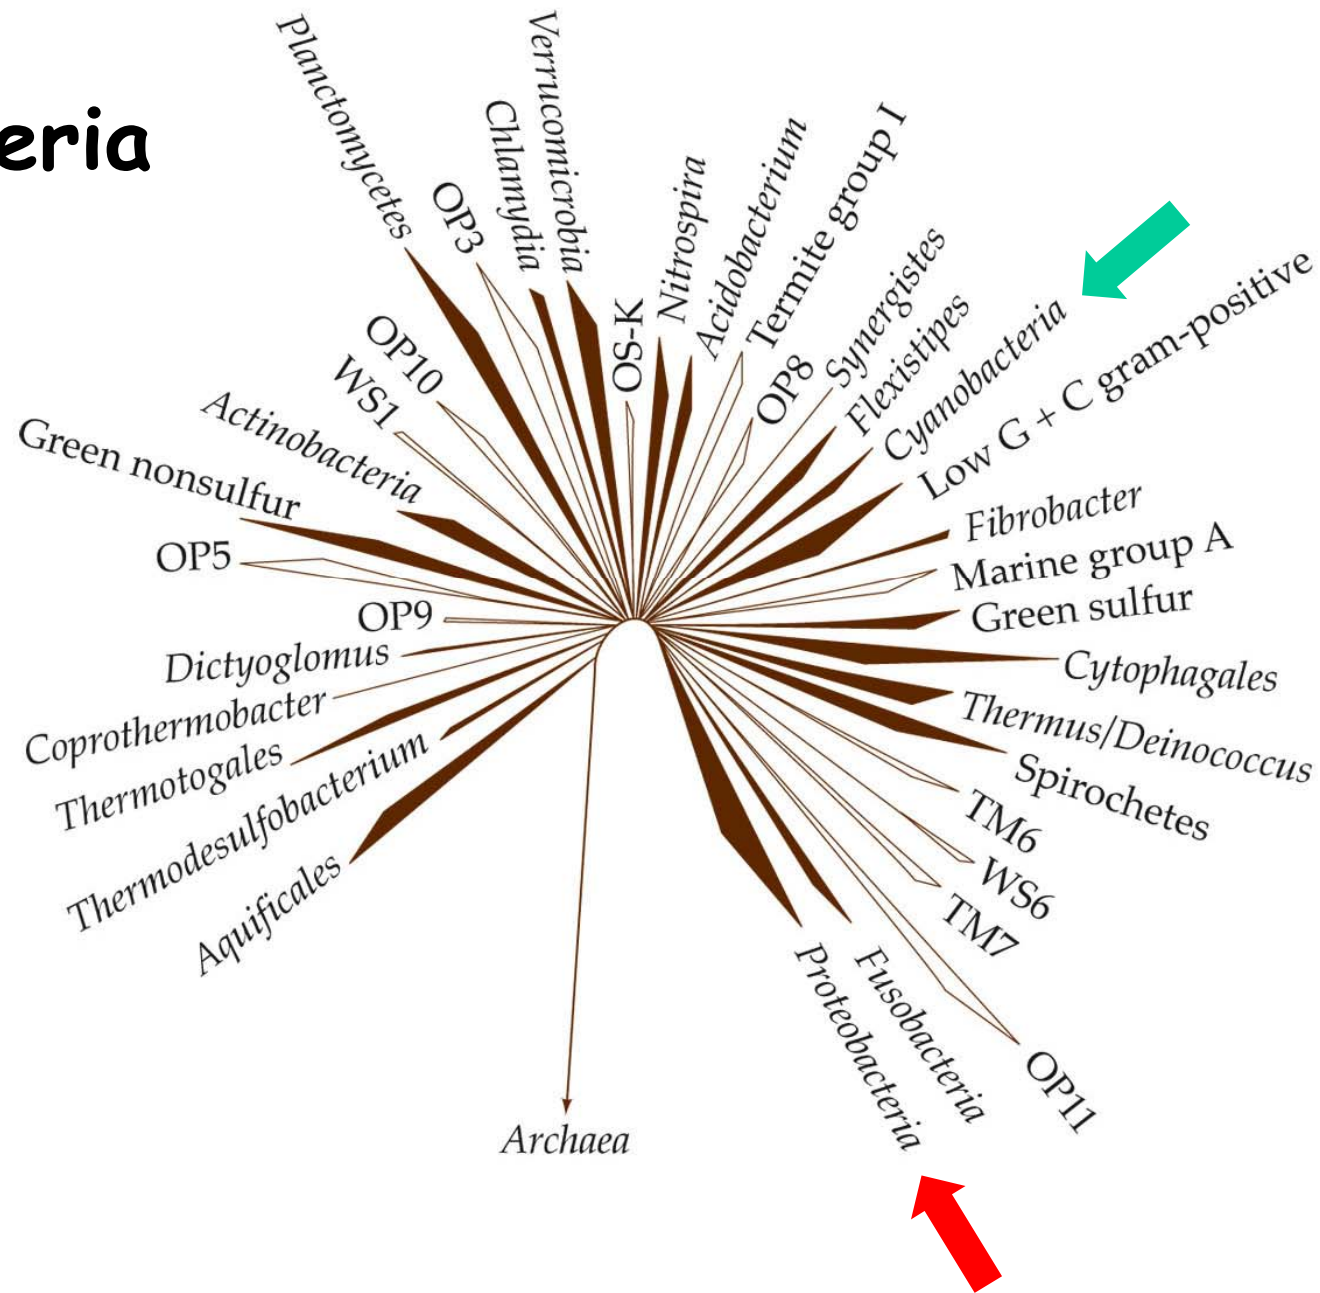 eria
Planctomycetes
OP3
Chlamydia
Verrucomicrobia
OS-K
Nitrospira
Acidobacterium
Termite group I
OP8
Synergistes
Flexistipes
Cyanobacteria
Low G + C gram-positive
Fibrobacter
Marine group A
Green sulfur
Cytophagales
Thermus/Deinococcus
Spirochetes
TM6
WS6
TM7
OP11
Fusobacteria
Proteobacteria
Archaea
Aquificales
Thermodesulfobacterium
Thermotogales
Coprothermobacter
Dictyoglomus
OP9
OP5
Green nonsulfur
Actinobacteria
WS1
OP10